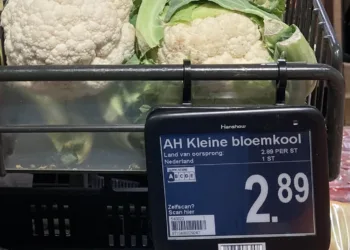 Hanshow
AH Kleine bloemkool
Land van oorsprong: 2.89 PER ST
Nederland 1 ST
2.89
Zelfscan?
Scan hier